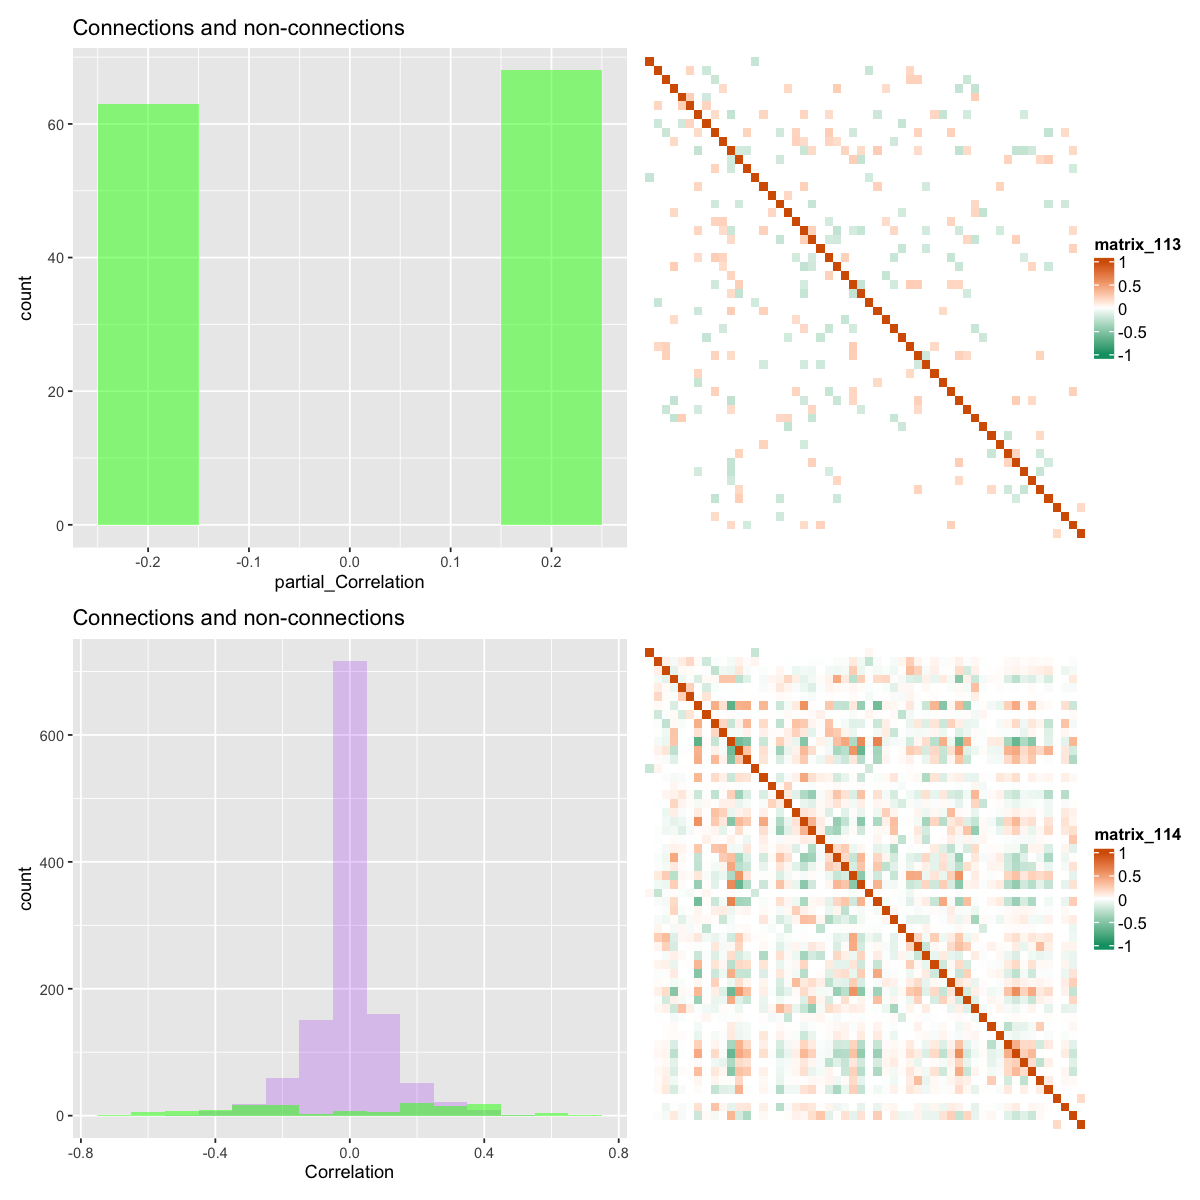 Connections and non-connections
60
40
20
0
count
-0.2 -0.1 0.0 0.1 0.2
partial_Correlation
matrix_113
1
0.5
0
-0.5
-1
Connections and non-connections
600
400
200
0
count
-0.8 -0.4 0.0 0.4 0.8
Correlation
matrix_114
1
0.5
0
-0.5
-1